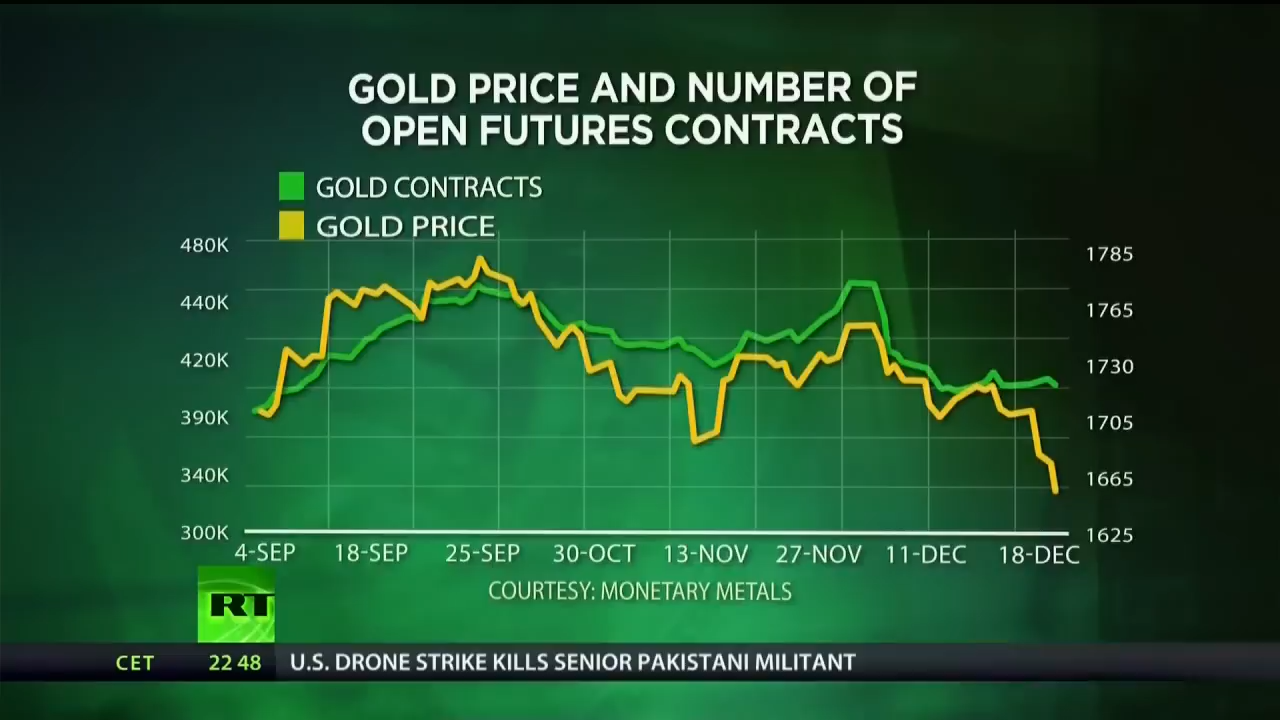 GOLD PRICE AND NUMBER OF
OPEN FUTURES CONTRACTS
GOLD CONTRACTS
GOLD PRICE
480K
440K
420K
390K
340K
300K
1785
1765
1730
1705
1665
1625
4-SEP 18-SEP 25-SEP 30-OCT 13-NOV 27-NOV 11-DEC 18-DEC
COURTESY: MONETARY METALS
RT
CET 22 48 U.S. DRONE STRIKE KILLS SENIOR PAKISTANI MILITANT